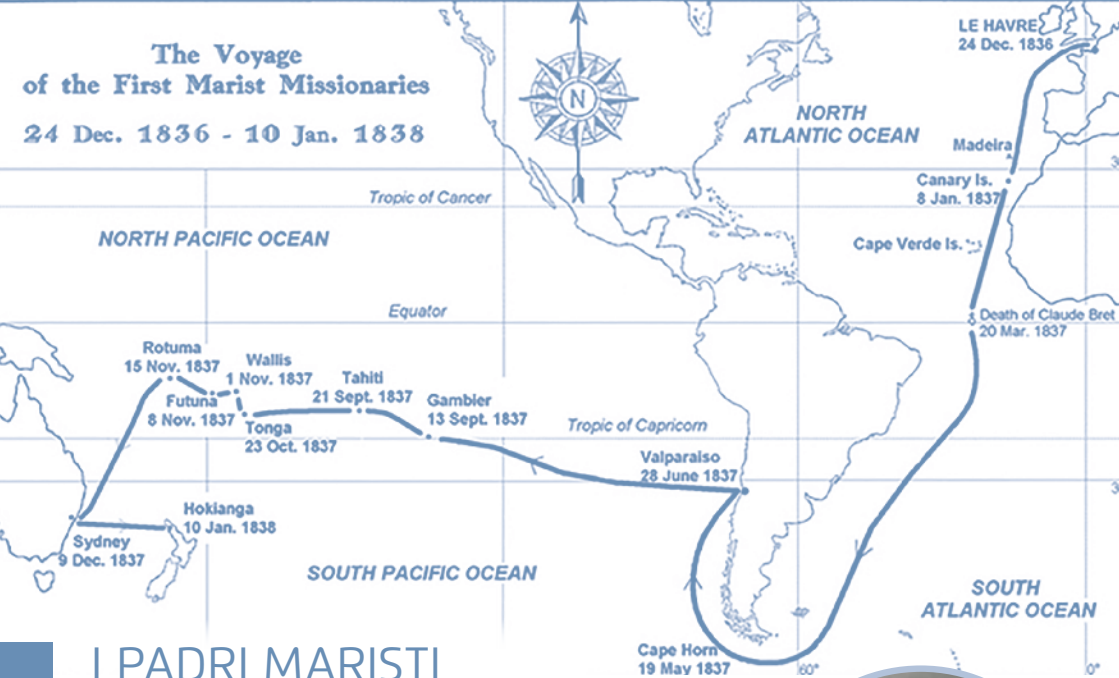 The Voyage
of the First Marist Missionaries
24 Dec. 1836 - 10 Jan. 1838
N
LE HAVRE
24 Dec. 1836
NORTH
ATLANTIC OCEAN
Madeira
Canary Is.
8 Jan. 1837
Tropic of Cancer
NORTH PACIFIC OCEAN
Cape Verde Is.
Equator
Death of Claude Bret
20 Mar. 1837
Rotuma
15 Nov. 1837
Wallis
1 Nov. 1837
Futuna
8 Nov. 1837
Tahiti
21 Sept. 1837
Gambier
13 Sept. 1837
Tonga
23 Oct. 1837
Tropic of Capricorn
Valparaiso
28 June 1837
Hokianga
10 Jan. 1838
Sydney
9 Dec. 1837
SOUTH PACIFIC OCEAN
SOUTH
ATLANTIC OCEAN
Cape Horn
19 May 1837
60°
0°
I PADRI MARISTI